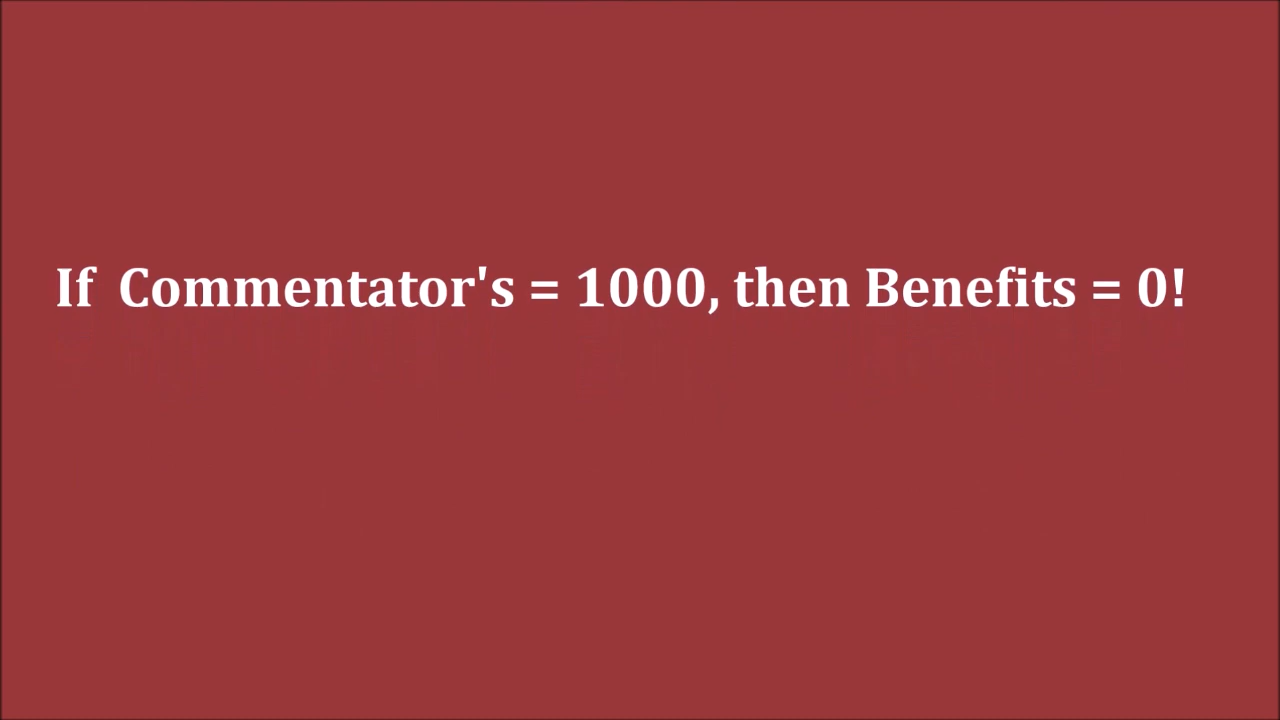 If  Commentator's = 1000, then Benefits = 0!